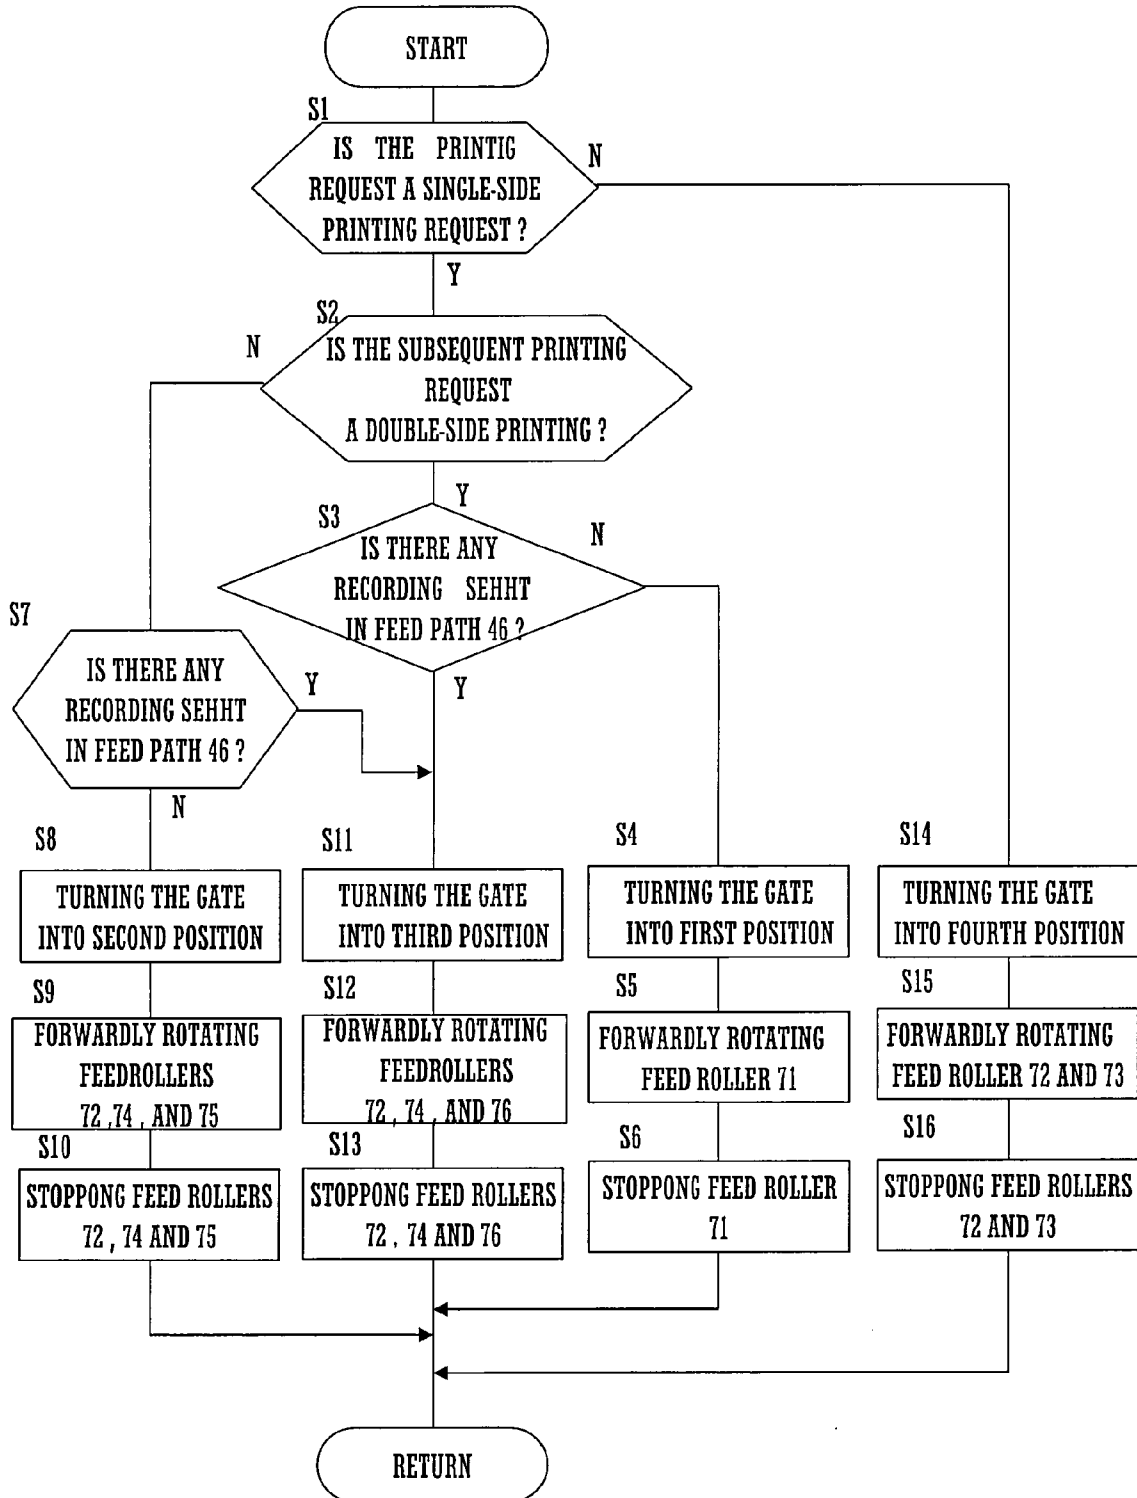 START
S1
IS THE PRINTIG
REQUEST A SINGLE-SIDE
PRINTING REQUEST ?
N
Y
S2
IS THE SUBSEQUENT PRINTING
REQUEST
A DOUBLE-SIDE PRINTING ?
N
Y
S3
IS THERE ANY
RECORDING SEHHT
IN FEED PATH 46 ?
N
Y
S7
IS THERE ANY
RECORDING SEHHT
IN FEED PATH 46 ?
Y
N
S8
TURNING THE GATE
INTO SECOND POSITION
S9
FORWARDLY ROTATING
FEEDROLLERS
72 ,74 , AND 75
S10
STOPPONG FEED ROLLERS
72 , 74 AND 75
S11
TURNING THE GATE
INTO THIRD POSITION
S12
FORWARDLY ROTATING
FEEDROLLERS
72 , 74 , AND 76
S13
STOPPONG FEED ROLLERS
72 , 74 AND 76
S4
TURNING THE GATE
INTO FIRST POSITION
S5
FORWARDLY ROTATING
FEED ROLLER 71
S6
STOPPONG FEED ROLLER
71
S14
TURNING THE GATE
INTO FOURTH POSITION
S15
FORWARDLY ROTATING
FEED ROLLER 72 AND 73
S16
STOPPONG FEED ROLLERS
72 AND 73
RETURN